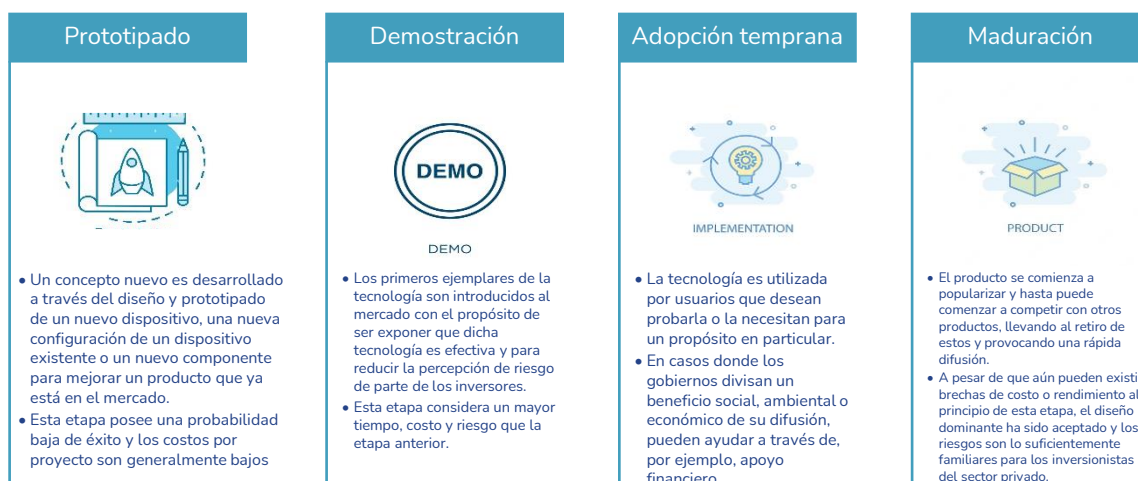 Prototipado
• Un concepto nuevo es desarrollado
a través del diseño y prototipado
de un nuevo dispositivo, una nueva
configuración de un dispositivo
existente o un nuevo componente
para mejorar un producto que ya
está en el mercado.
• Esta etapa posee una probabilidad
baja de éxito y los costos por
proyecto son generalmente bajos
Demostración
DEMO
DEMO
• Los primeros ejemplares de la
tecnología son introducidos al
mercado con el propósito de
ser exponer que dicha
tecnología es efectiva y para
reducir la percepción de riesgo
de parte de los inversores.
• Esta etapa considera un mayor
tiempo, costo y riesgo que la
etapa anterior.
Adopción temprana
IMPLEMENTATION
• La tecnología es utilizada
por usuarios que desean
probarla o la necesitan para
un propósito en particular.
• En casos donde los
gobiernos divisan un
beneficio social, ambiental o
económico de su difusión,
pueden ayudar a través de,
por ejemplo, apoyo
financiero
Maduración
PRODUCT
• El producto se comienza a
popularizar y hasta puede
comenzar a competir con otros
productos, llevando al retiro de
estos y provocando una rápida
difusión.
• A pesar de que aún pueden existi
brechas de costo o rendimiento al
principio de esta etapa, el diseño
dominante ha sido aceptado y los
riesgos son lo suficientemente
familiares para los inversionistas
del sector privado.